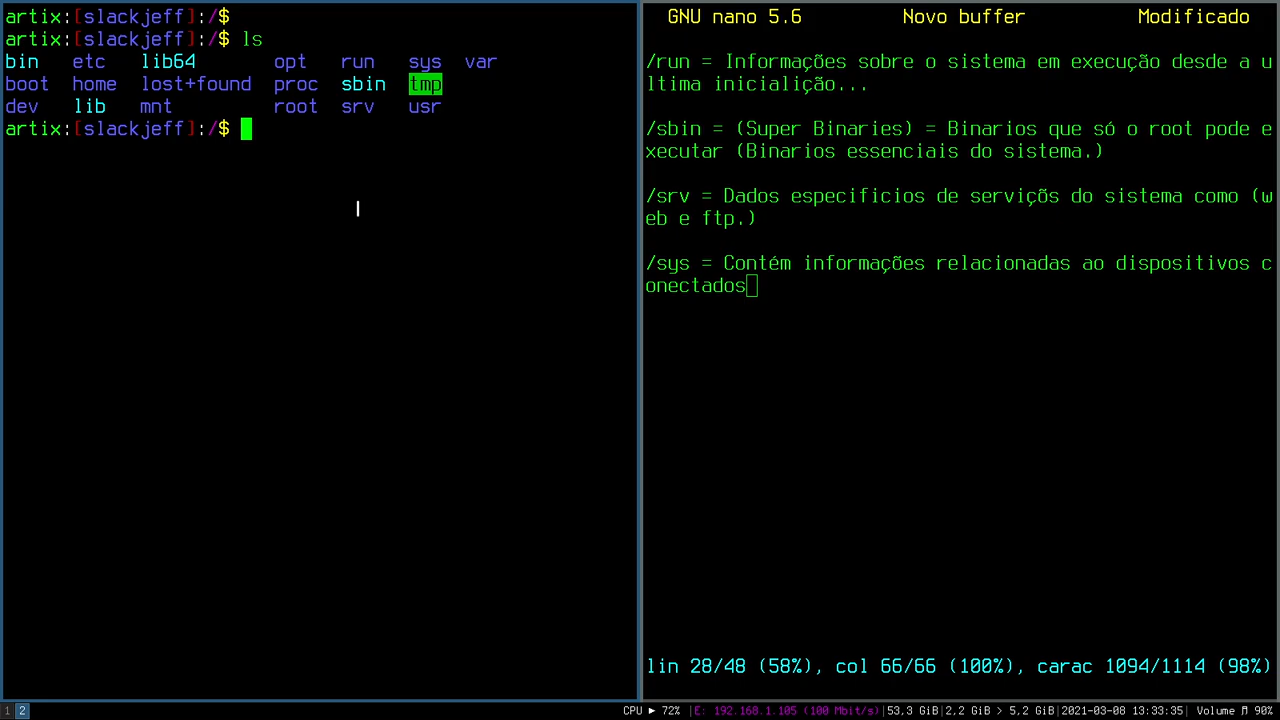 artix:[slackjeff]:/$
artix:[slackjeff]:/$ ls
bin etc lib64 opt run sys var
boot home lost+found proc sbin tmp
dev lib mnt root srv usr
artix:[slackjeff]:/$
GNU nano 5.6 Novo buffer Modificado
/run = Informações sobre o sistema em execução desde a u
ltima inicialição...
/sbin = (Super Binaries) = Binarios que só o root pode e
xecutar (Binarios essenciais do sistema.)
/srv = Dados especificios de serviçõs do sistema como (w
eb e ftp.)
/sys = Contém informações relacionadas ao dispositivos c
onectados
lin 28/48 (58%), col 66/66 (100%), carac 1094/1114 (98%)
1 2 CPU ► 72% |E: 192.168.1.105 (100 Mbit/s)|53,3 GiB|2,2 GiB > 5,2 GiB|2021-03-08 13:33:35| Volume ♬ 90%